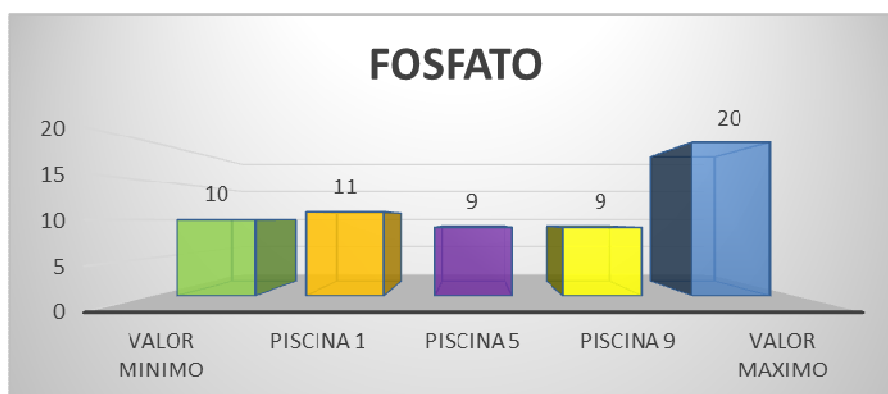 FOSFATO
20
15
10
5
0
10
11
9
9
20
VALOR MINIMO
PISCINA 1
PISCINA 5
PISCINA 9
VALOR MAXIMO